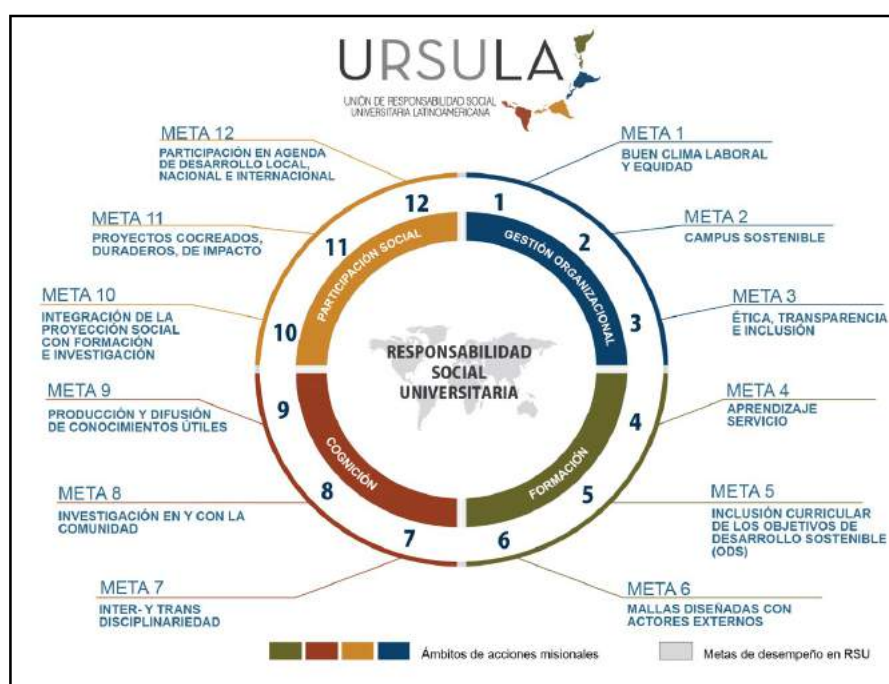 URSULA
UNIÓN DE RESPONSABILIDAD SOCIAL
UNIVERSITARIA LATINOAMERICANA
META 12
PARTICIPACIÓN EN AGENDA
DE DESARROLLO LOCAL,
NACIONAL E INTERNACIONAL
META 11
PROYECTOS COCREADOS,
DURADEROS, DE IMPACTO
META 10
INTEGRACIÓN DE LA
PROYECCIÓN SOCIAL
CON FORMACIÓN
E INVESTIGACIÓN
META 9
PRODUCCIÓN Y DIFUSIÓN
DE CONOCIMIENTOS ÚTILES
META 8
INVESTIGACIÓN EN Y CON LA
COMUNIDAD
META 7
INTER- Y TRANS
DISCIPLINARIEDAD
META 1
BUEN CLIMA LABORAL
Y EQUIDAD
META 2
CAMPUS SOSTENIBLE
META 3
ÉTICA, TRANSPARENCIA
E INCLUSIÓN
META 4
APRENDIZAJE
SERVICIO
META 5
INCLUSIÓN CURRICULAR
DE LOS OBJETIVOS DE
DESARROLLO SOSTENIBLE
(ODS)
META 6
MALLAS DISEÑADAS CON
ACTORES EXTERNOS
1
2
3
4
5
6
7
8
9
10
11
12
GESTIÓN ORGANIZACIONAL
FORMACIÓN
COGNICIÓN
PARTICIPACIÓN SOCIAL
RESPONSABILIDAD
SOCIAL
UNIVERSITARIA
Ámbitos de acciones misionales
Metas de desempeño en RSU